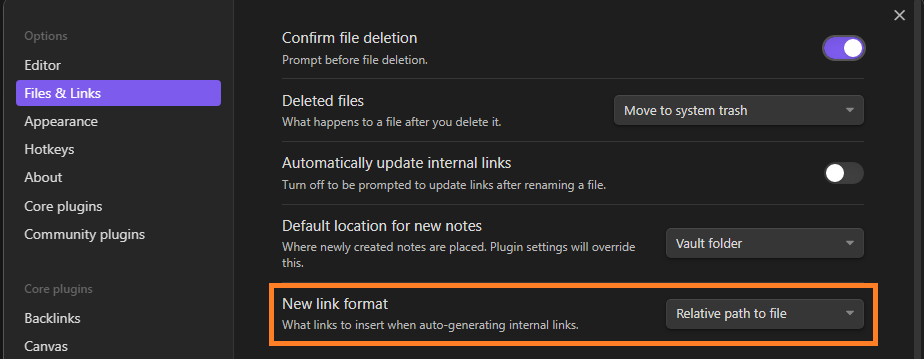 Options
Editor
Files & Links
Appearance
Hotkeys
About
Core plugins
Community plugins
Core plugins
Backlinks
Canvas
Confirm file deletion
Prompt before file deletion.
Deleted files
What happens to a file after you delete it.
Move to system trash
Automatically update internal links
Turn off to be prompted to update links after renaming a file.
Default location for new notes
Where newly created notes are placed. Plugin settings will override
this.
Vault folder
New link format
What links to insert when auto-generating internal links.
Relative path to file